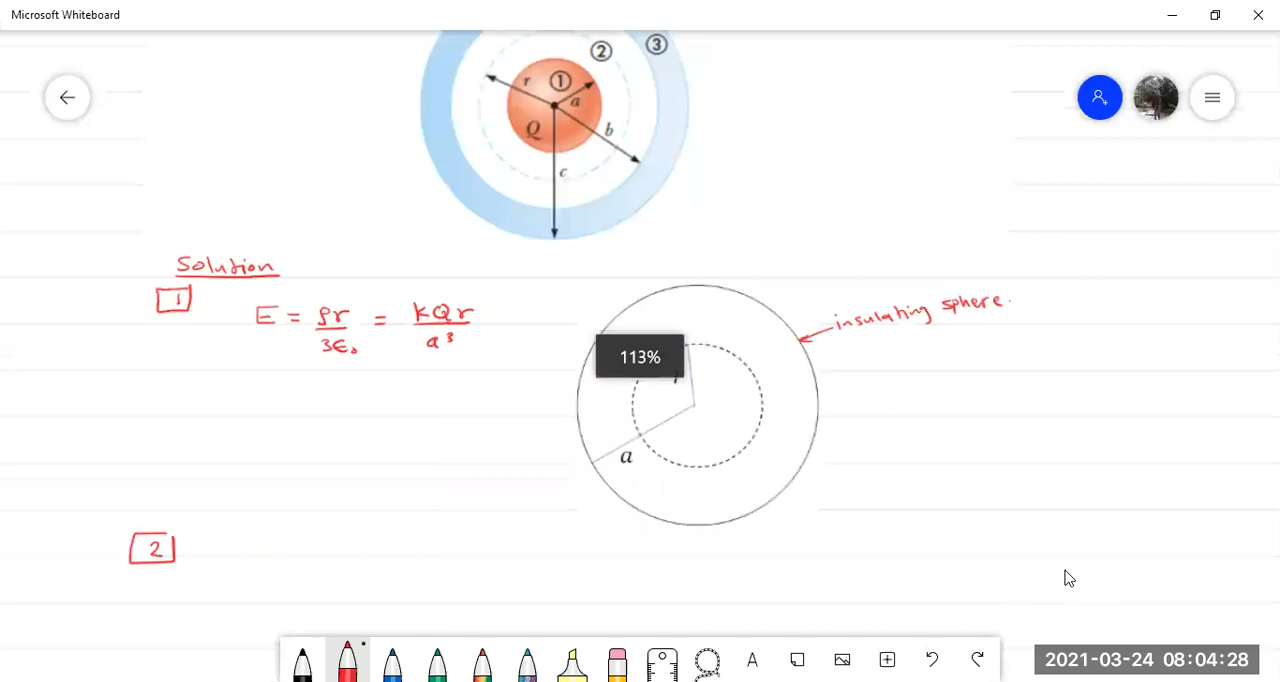 Microsoft Whiteboard
③
②
①
r
a
Q
b
c
Solution
1
E = ρr/3ε₀ = kQr/a³
insulating sphere.
113%
a
2
A
2021-03-24 08:04:28